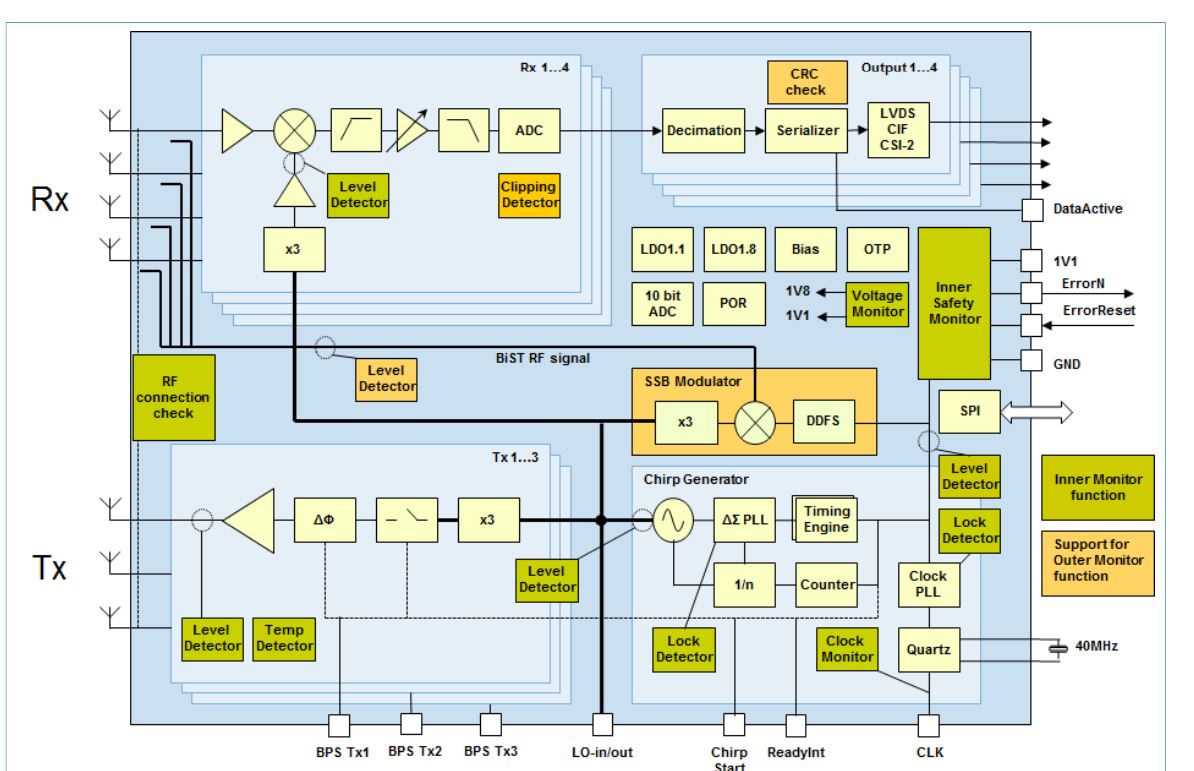 Rx 1...4
Output 1...4
CRC
check
ADC
Decimation
Serializer
LVDS
CIF
CSI-2
Level
Detector
Clipping
Detector
Rx
DataActive
x3
LDO1.1
LDO1.8
Bias
OTP
1V1
Inner
Safety
Monitor
ErrorN
10 bit
ADC
POR
1V8
1V1
Voltage
Monitor
ErrorReset
BiST RF signal
GND
RF
connection
check
Level
Detector
SSB Modulator
x3
DDFS
SPI
Tx 1...3
Chirp Generator
Level
Detector
Inner Monitor
function
ΔΦ
x3
ΔΣ PLL
Timing
Engine
Lock
Detector
Support for
Outer Monitor
function
Tx
Level
Detector
1/n
Counter
Clock
PLL
Level
Detector
Temp
Detector
Lock
Detector
Clock
Monitor
Quartz
40MHz
BPS Tx1
BPS Tx2
BPS Tx3
LO-in/out
Chirp
Start
ReadyInt
CLK